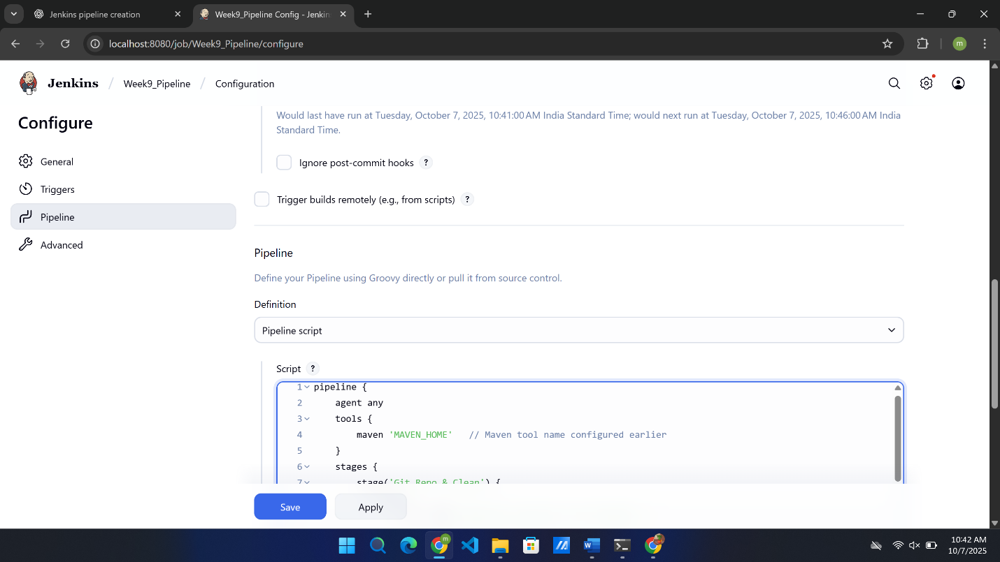 Jenkins pipeline creation
Week9_Pipeline Config - Jenkin
localhost:8080/job/Week9_Pipeline/configure
m
Jenkins / Week9_Pipeline / Configuration
Configure
General
Triggers
Pipeline
Advanced
Would last have run at Tuesday, October 7, 2025, 10:41:00 AM India Standard Time; would next run at Tuesday, October 7, 2025, 10:46:00 AM India
Standard Time.
Ignore post-commit hooks ?
Trigger builds remotely (e.g., from scripts) ?
Pipeline
Define your Pipeline using Groovy directly or pull it from source control.
Definition
Pipeline script
Script ?
1 pipeline {
2 agent any
3 tools {
4 maven 'MAVEN_HOME' // Maven tool name configured earlier
5 }
6 stages {
7 stage('Git Repo & Clean') {
Save
Apply
10:42 AM
10/7/2025